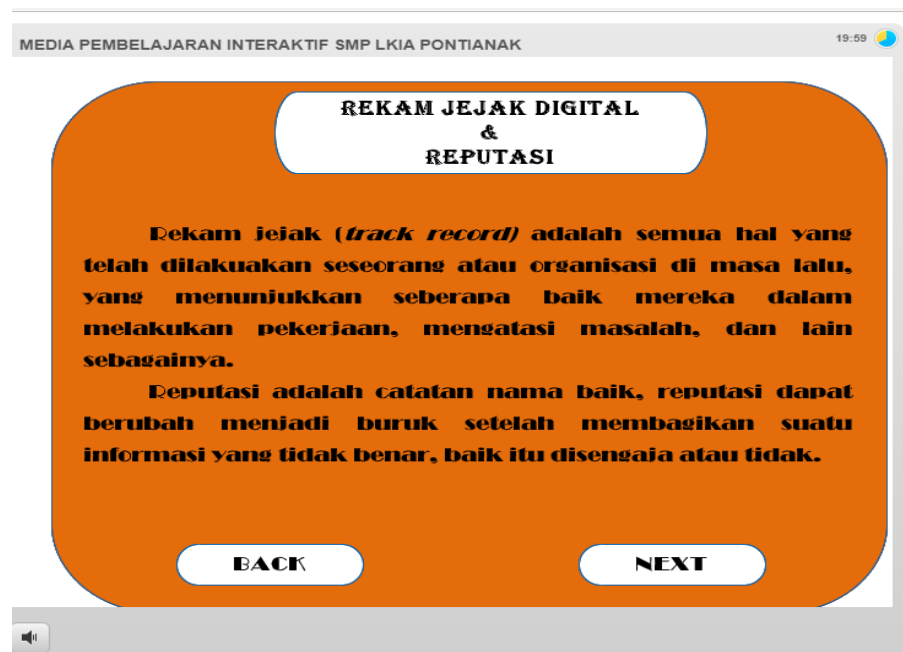 MEDIA PEMBELAJARAN INTERAKTIF SMP LKIA PONTIANAK
19:59
REKAM JEJAK DIGITAL
&
REPUTASI
Rekam jejak (track record) adalah semua hal yang
telah dilakuakan seseorang atau organisasi di masa lalu,
yang menunjukkan seberapa baik mereka dalam
melakukan pekerjaan, mengatasi masalah, dan lain
sebagainya.
Reputasi adalah catatan nama baik, reputasi dapat
berubah menjadi buruk setelah membagikan suatu
informasi yang tidak benar, baik itu disengaja atau tidak.
BACK
NEXT